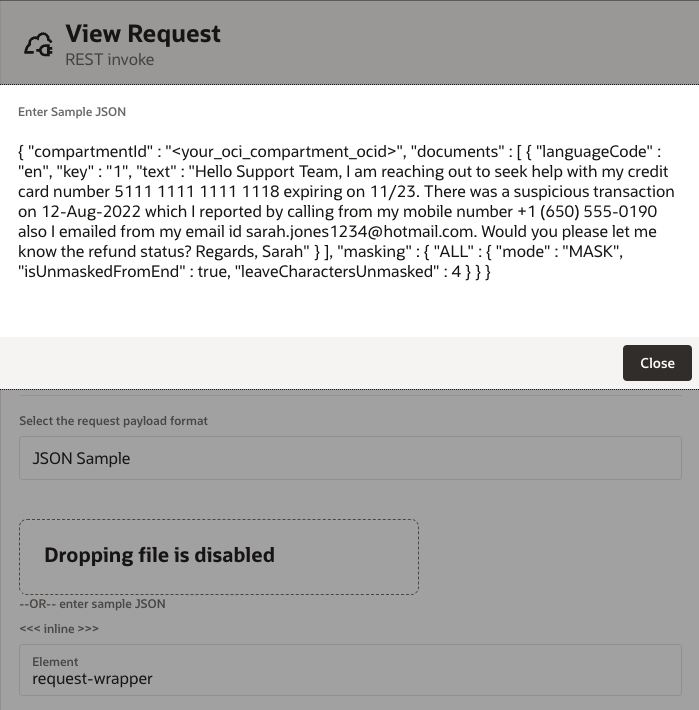 View Request
REST invoke
Enter Sample JSON
{ "compartmentId" : "<your_oci_compartment_ocid>", "documents" : [ { "languageCode" :
"en", "key" : "1", "text" : "Hello Support Team, I am reaching out to seek help with my credit
card number 5111 1111 1111 1118 expiring on 11/23. There was a suspicious transaction
on 12-Aug-2022 which I reported by calling from my mobile number +1 (650) 555-0190
also I emailed from my email id sarah.jones1234@hotmail.com. Would you please let me
know the refund status? Regards, Sarah" } ], "masking" : { "ALL" : { "mode" : "MASK",
"isUnmaskedFromEnd" : true, "leaveCharactersUnmasked" : 4 } } }
Close
Select the request payload format
JSON Sample
Dropping file is disabled
--OR-- enter sample JSON
<<< inline >>>
Element
request-wrapper